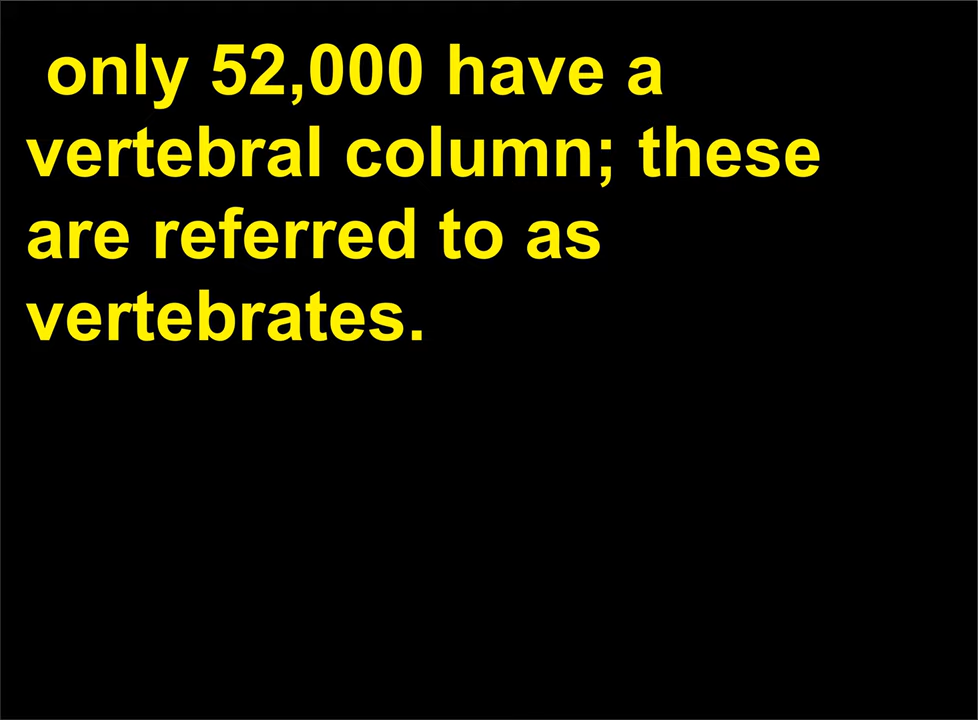 only 52,000 have a
vertebral column; these
are referred to as
vertebrates.